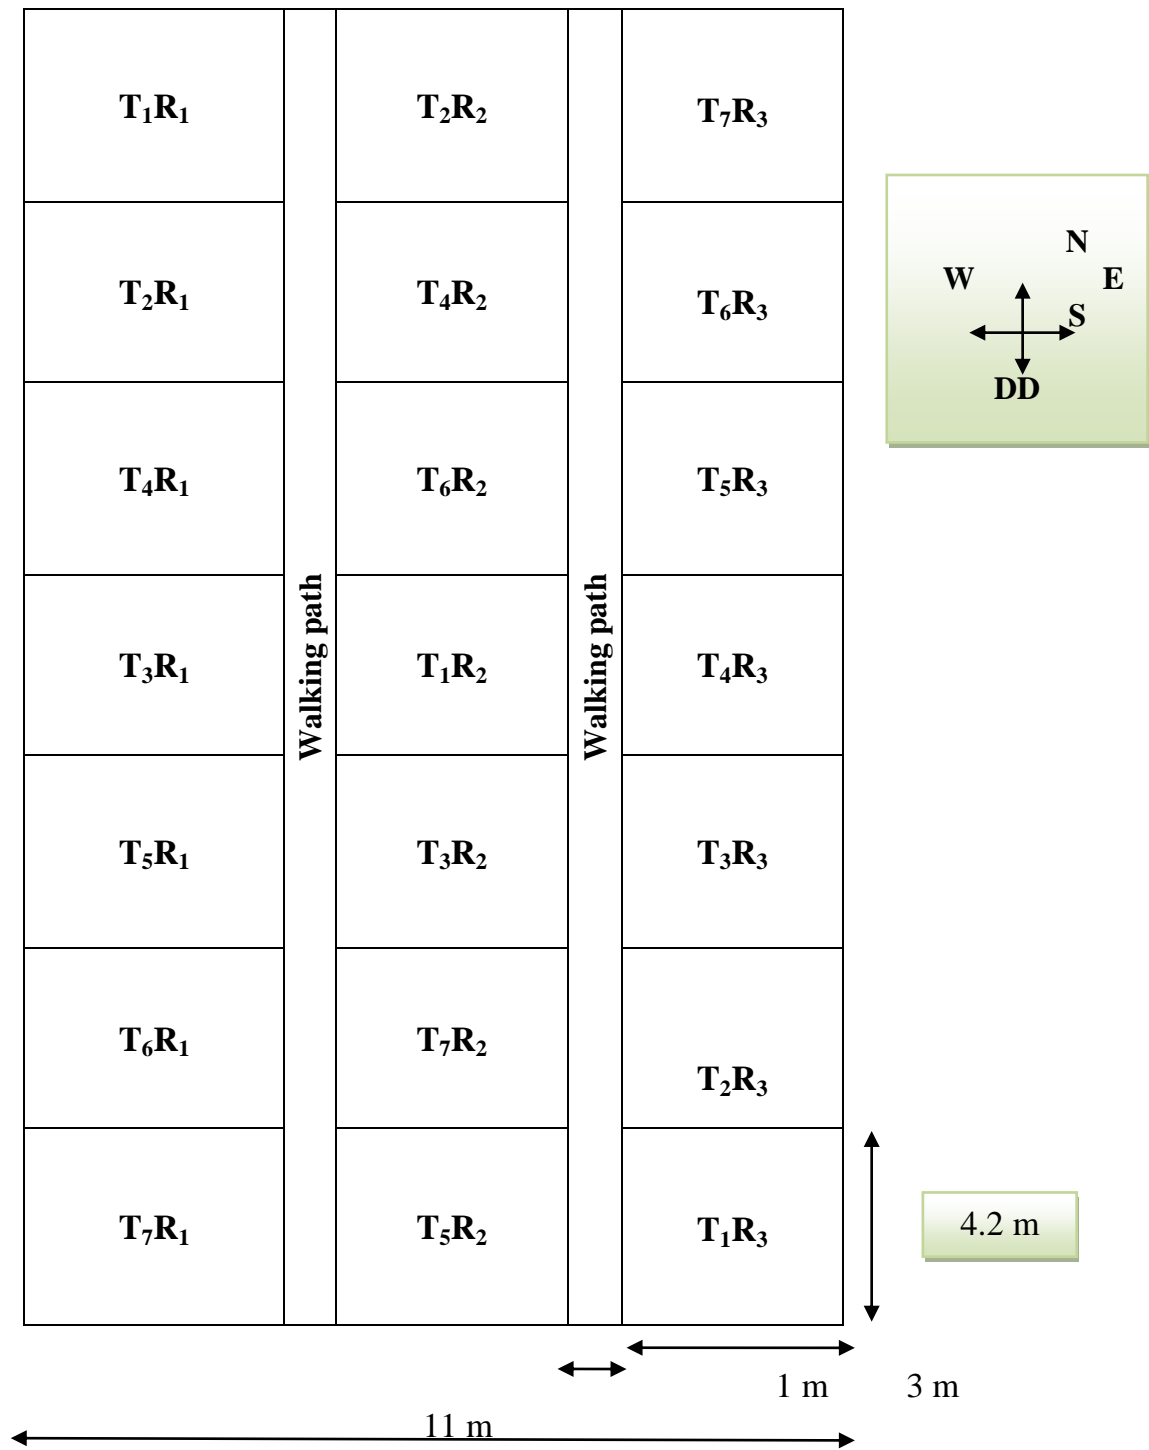 T₁R₁ T₂R₂ T₇R₃
N
W E
T₂R₁ T₄R₂ T₆R₃
S
DD
T₄R₁ T₆R₂ T₅R₃
Walking path Walking path
T₃R₁ T₁R₂ T₄R₃
T₅R₁ T₃R₂ T₃R₃
T₆R₁ T₇R₂ T₂R₃
T₇R₁ T₅R₂ T₁R₃ 4.2 m
1 m 3 m
11 m